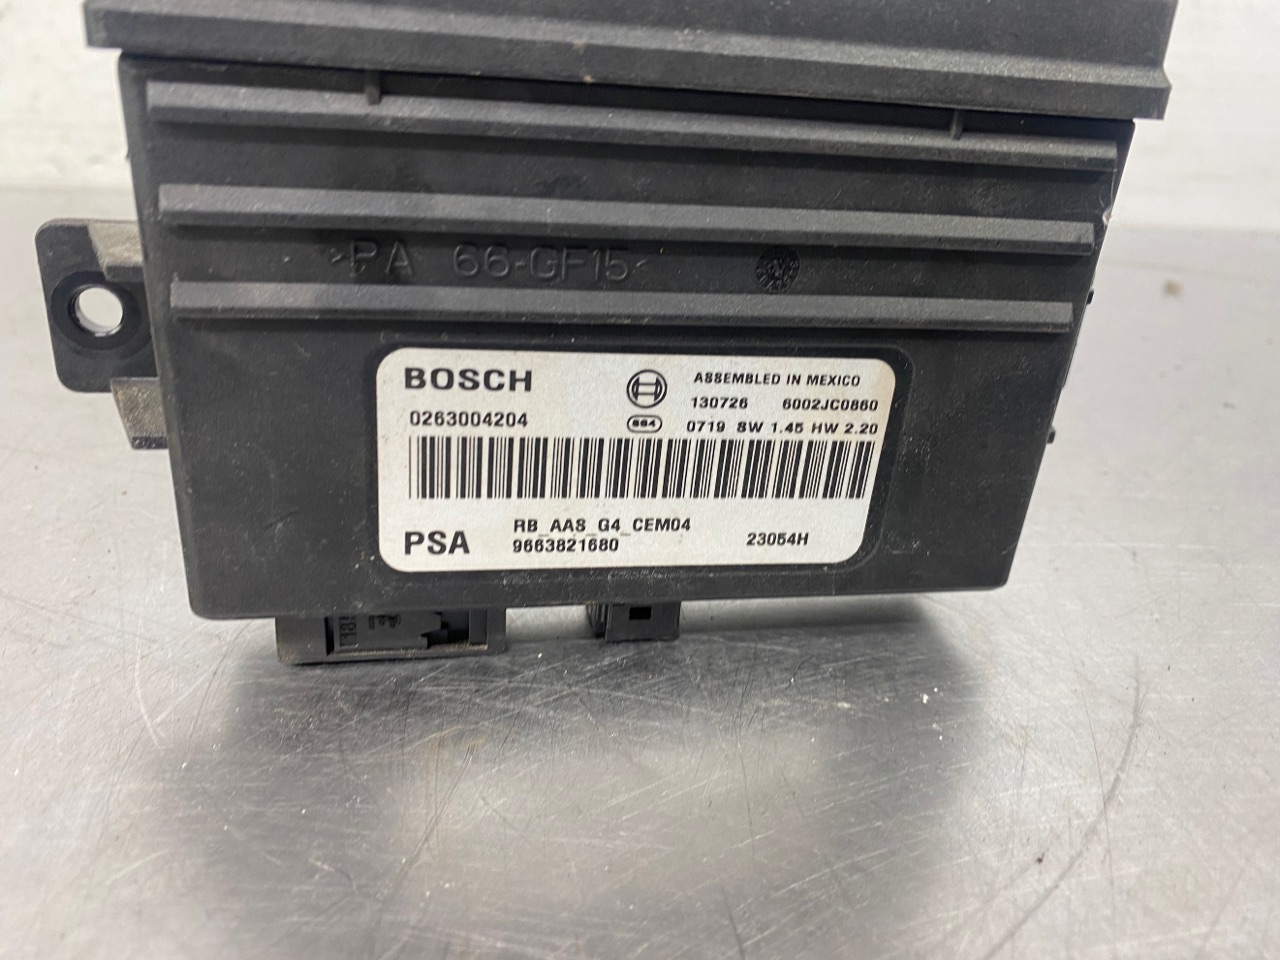 >PA 66-GF15<
BOSCH
ASSEMBLED IN MEXICO
130726 6002JC0860
0263004204
0719 SW 1.45 HW 2.20
PSA
RB_AAS_G4_CEM04
9663821680
23054H